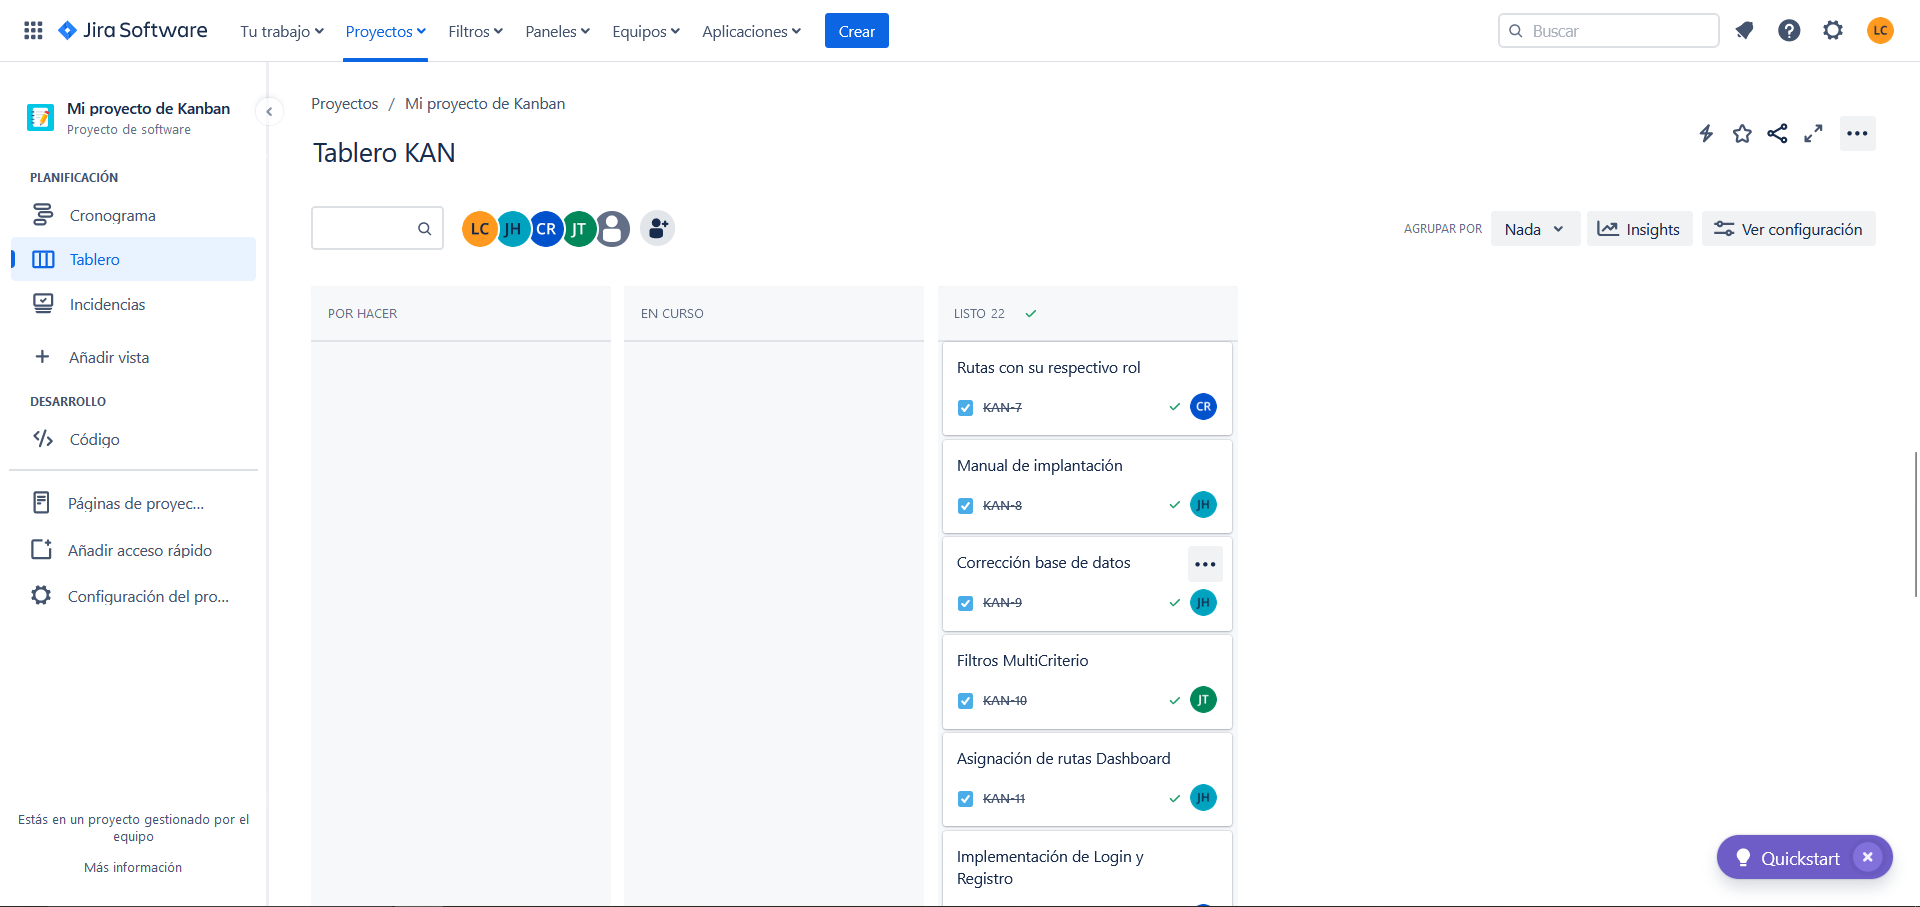 Jira Software
Tu trabajo
Proyectos
Filtros
Paneles
Equipos
Aplicaciones
Crear
Buscar
LC
Mi proyecto de Kanban
Proyecto de software
PLANIFICACIÓN
Cronograma
Tablero
Incidencias
Añadir vista
DESARROLLO
Código
Páginas de proyec...
Añadir acceso rápido
Configuración del pro...
Estás en un proyecto gestionado por el
equipo
Más información
Proyectos / Mi proyecto de Kanban
Tablero KAN
LC JH CR JT
AGRUPAR POR
Nada
Insights
Ver configuración
POR HACER
EN CURSO
LISTO 22
Rutas con su respectivo rol
KAN-7
CR
Manual de implantación
KAN-8
JH
Corrección base de datos
KAN-9
JH
Filtros MultiCriterio
KAN-10
JT
Asignación de rutas Dashboard
KAN-11
JH
Implementación de Login y
Registro
Quickstart